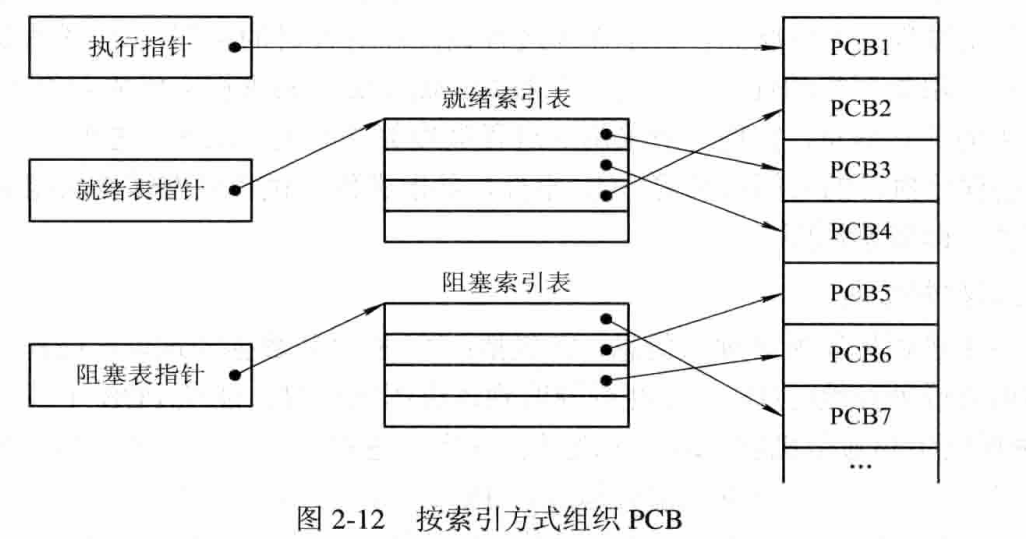 执行指针
就绪表指针
阻塞表指针
就绪索引表
阻塞索引表
PCB1
PCB2
PCB3
PCB4
PCB5
PCB6
PCB7
...
图 2-12 按索引方式组织 PCB